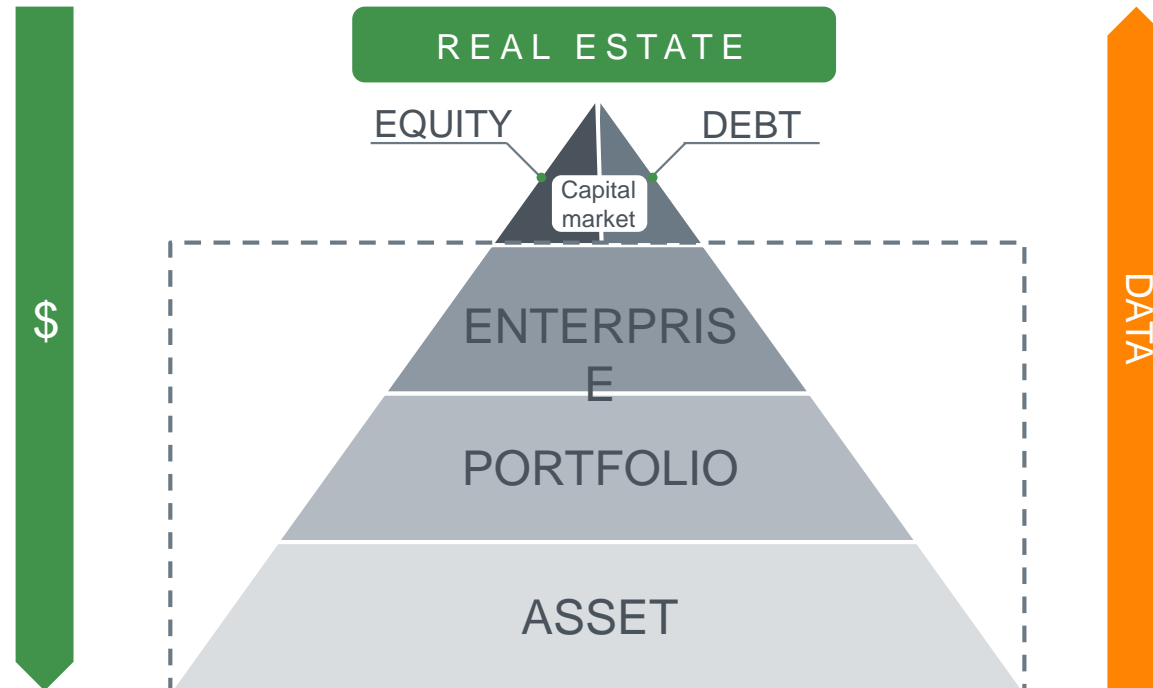 REAL ESTATE
EQUITY
DEBT
Capital
market
$
DATA
ENTERPRIS
E
PORTFOLIO
ASSET